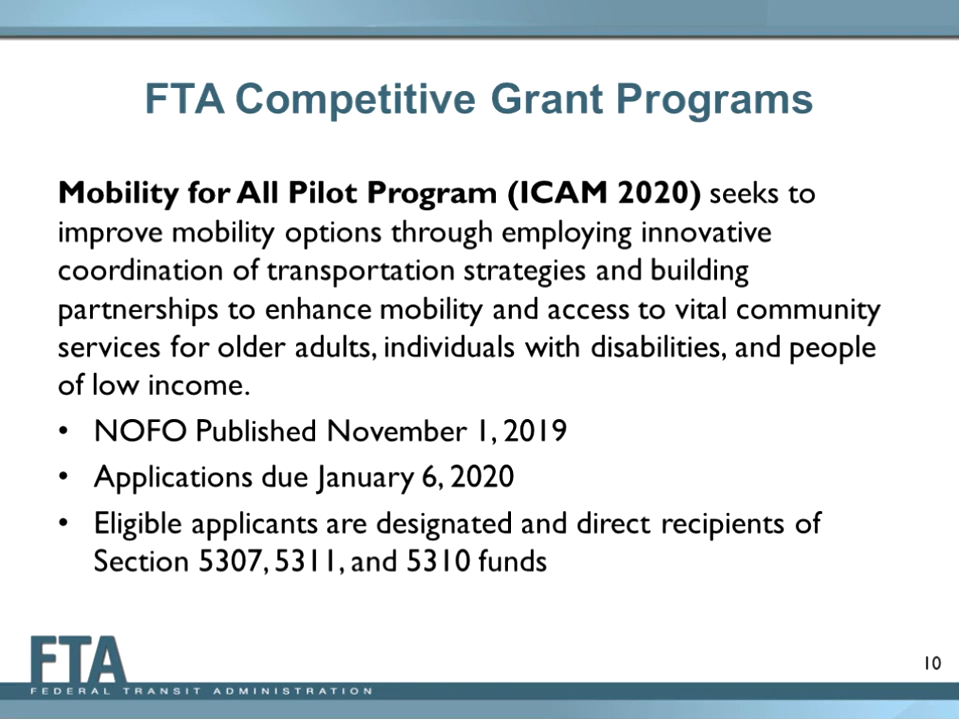 FTA Competitive Grant Programs
Mobility for All Pilot Program (ICAM 2020) seeks to
improve mobility options through employing innovative
coordination of transportation strategies and building
partnerships to enhance mobility and access to vital community
services for older adults, individuals with disabilities, and people
of low income.
• NOFO Published November 1, 2019
• Applications due January 6, 2020
• Eligible applicants are designated and direct recipients of
Section 5307, 5311, and 5310 funds
FTA
FEDERAL TRANSIT ADMINISTRATION
10